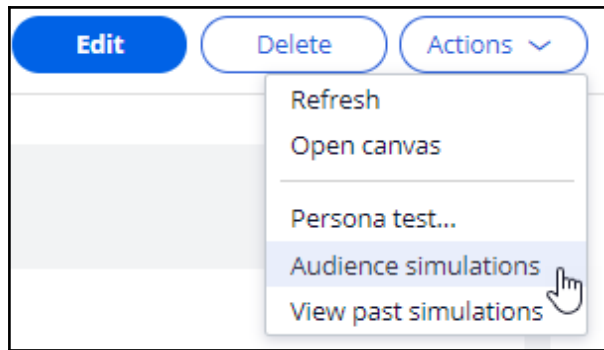 Edit
Delete
Actions
Refresh
Open canvas
Persona test...
Audience simulations
View past simulations